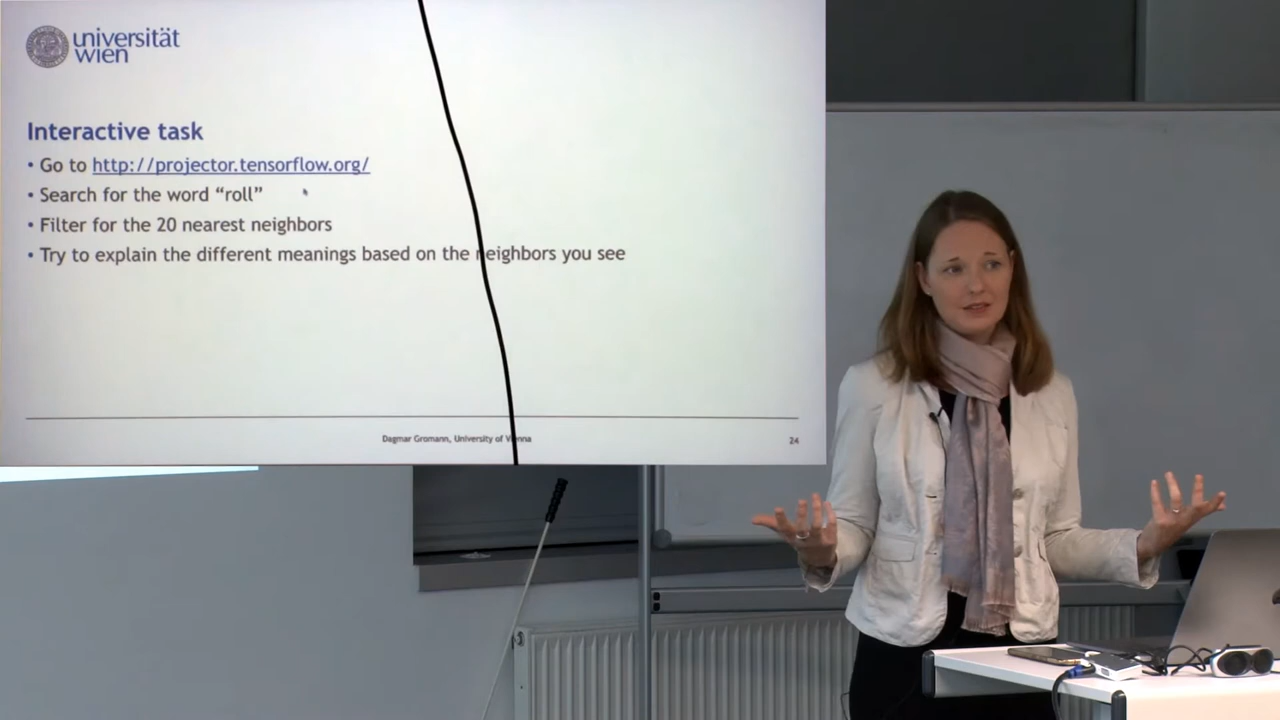 universität
wien
Interactive task
• Go to http://projector.tensorflow.org/
• Search for the word “roll”
• Filter for the 20 nearest neighbors
• Try to explain the different meanings based on the neighbors you see
Dagmar Gromann, University of Vienna
24